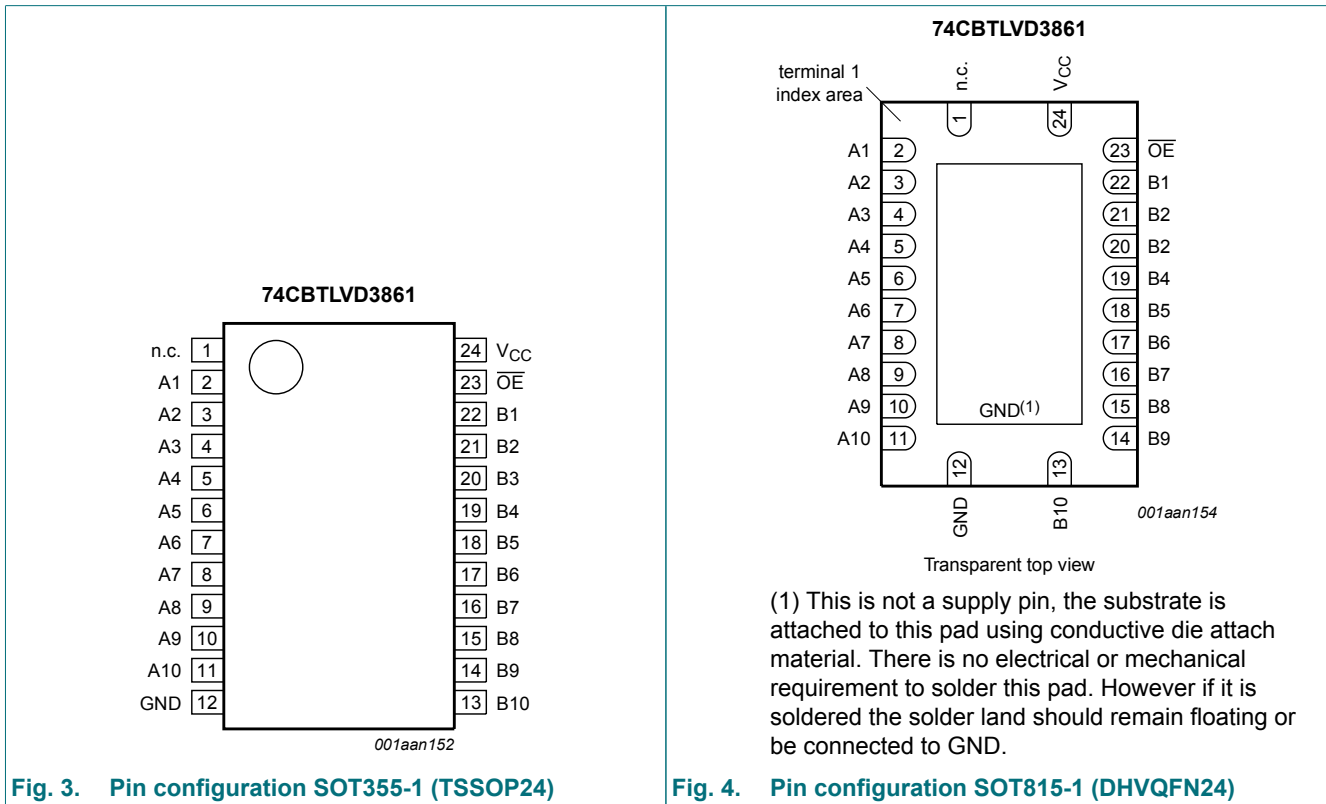 74CBTLVD3861
n.c. 1
A1 2
A2 3
A3 4
A4 5
A5 6
A6 7
A7 8
A8 9
A9 10
A10 11
GND 12
24 VCC
23 OE
22 B1
21 B2
20 B3
19 B4
18 B5
17 B6
16 B7
15 B8
14 B9
13 B10
001aan152
Fig. 3. Pin configuration SOT355-1 (TSSOP24)
74CBTLVD3861
terminal 1
index area
n.c.
VCC
1
24
A1 2
A2 3
A3 4
A4 5
A5 6
A6 7
A7 8
A8 9
A9 10
A10 11
23 OE
22 B1
21 B2
20 B2
19 B4
18 B5
17 B6
16 B7
15 B8
14 B9
GND(1)
12
13
GND
B10
001aan154
Transparent top view
(1) This is not a supply pin, the substrate is
attached to this pad using conductive die attach
material. There is no electrical or mechanical
requirement to solder this pad. However if it is
soldered the solder land should remain floating or
be connected to GND.
Fig. 4. Pin configuration SOT815-1 (DHVQFN24)